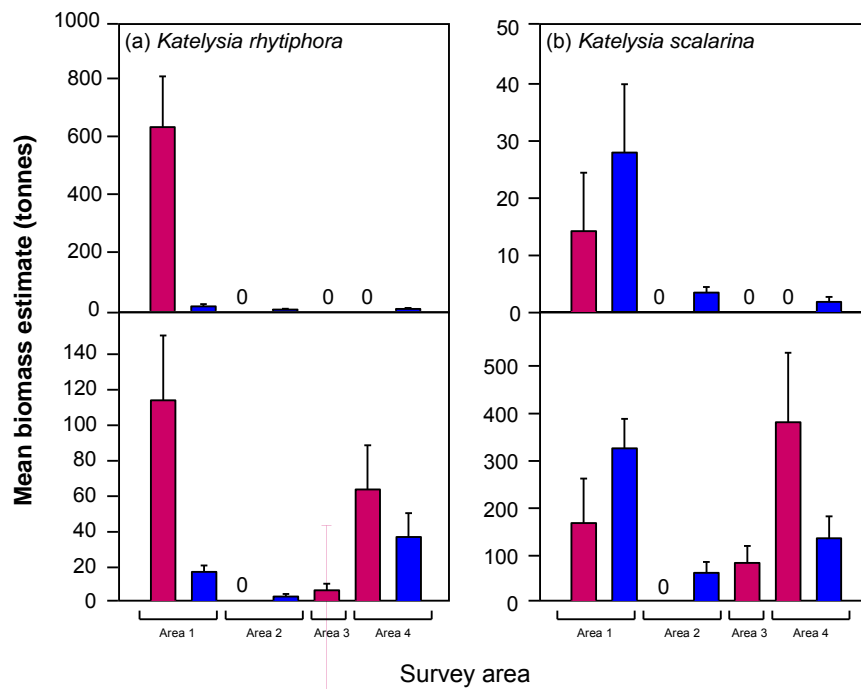 (a) Katelysia rhytiphora
1000
800
600
400
200
0
0
0
0
(b) Katelysia scalarina
50
40
30
20
10
0
0
0
0
Mean biomass estimate (tonnes)
140
120
100
80
60
40
20
0
0
Area 1
Area 2
Area 3
Area 4
500
400
300
200
100
0
0
Area 1
Area 2
Area 3
Area 4
Survey area